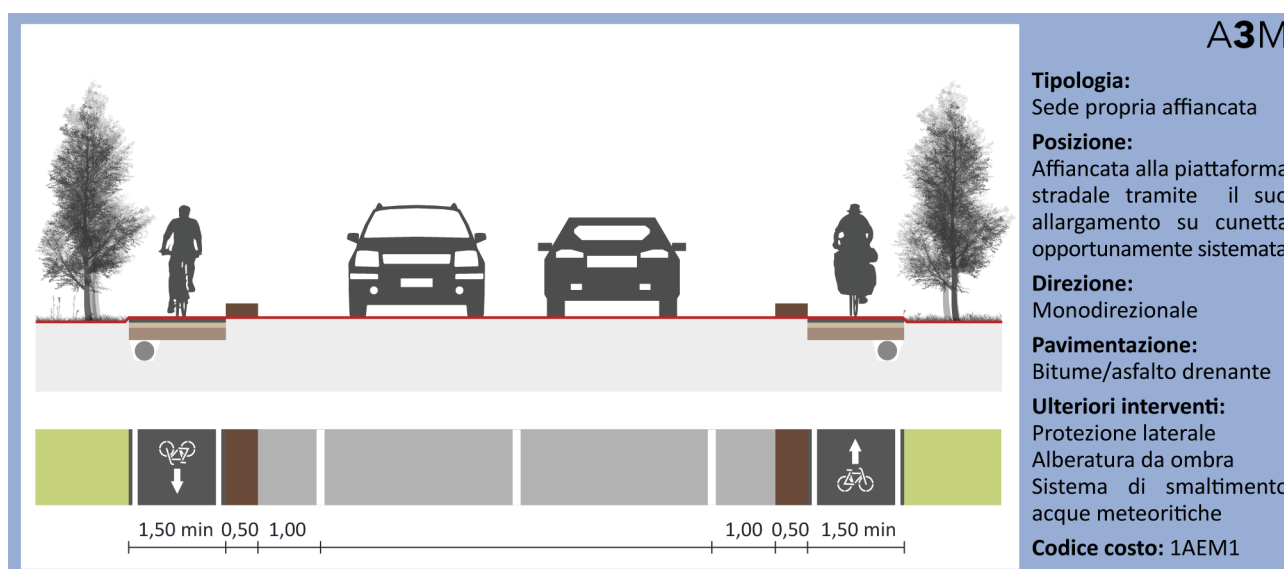 A3M
Tipologia:
Sede propria affiancata
Posizione:
Affiancata alla piattaforma
stradale tramite il suo
allargamento su cunetta
opportunamente sistemata
Direzione:
Monodirezionale
Pavimentazione:
Bitume/asfalto drenante
Ulteriori interventi:
Protezione laterale
Alberatura da ombra
Sistema di smaltimento
acque meteoritiche
Codice costo: 1AEM1
1,50 min 0,50 1,00
1,00 0,50 1,50 min